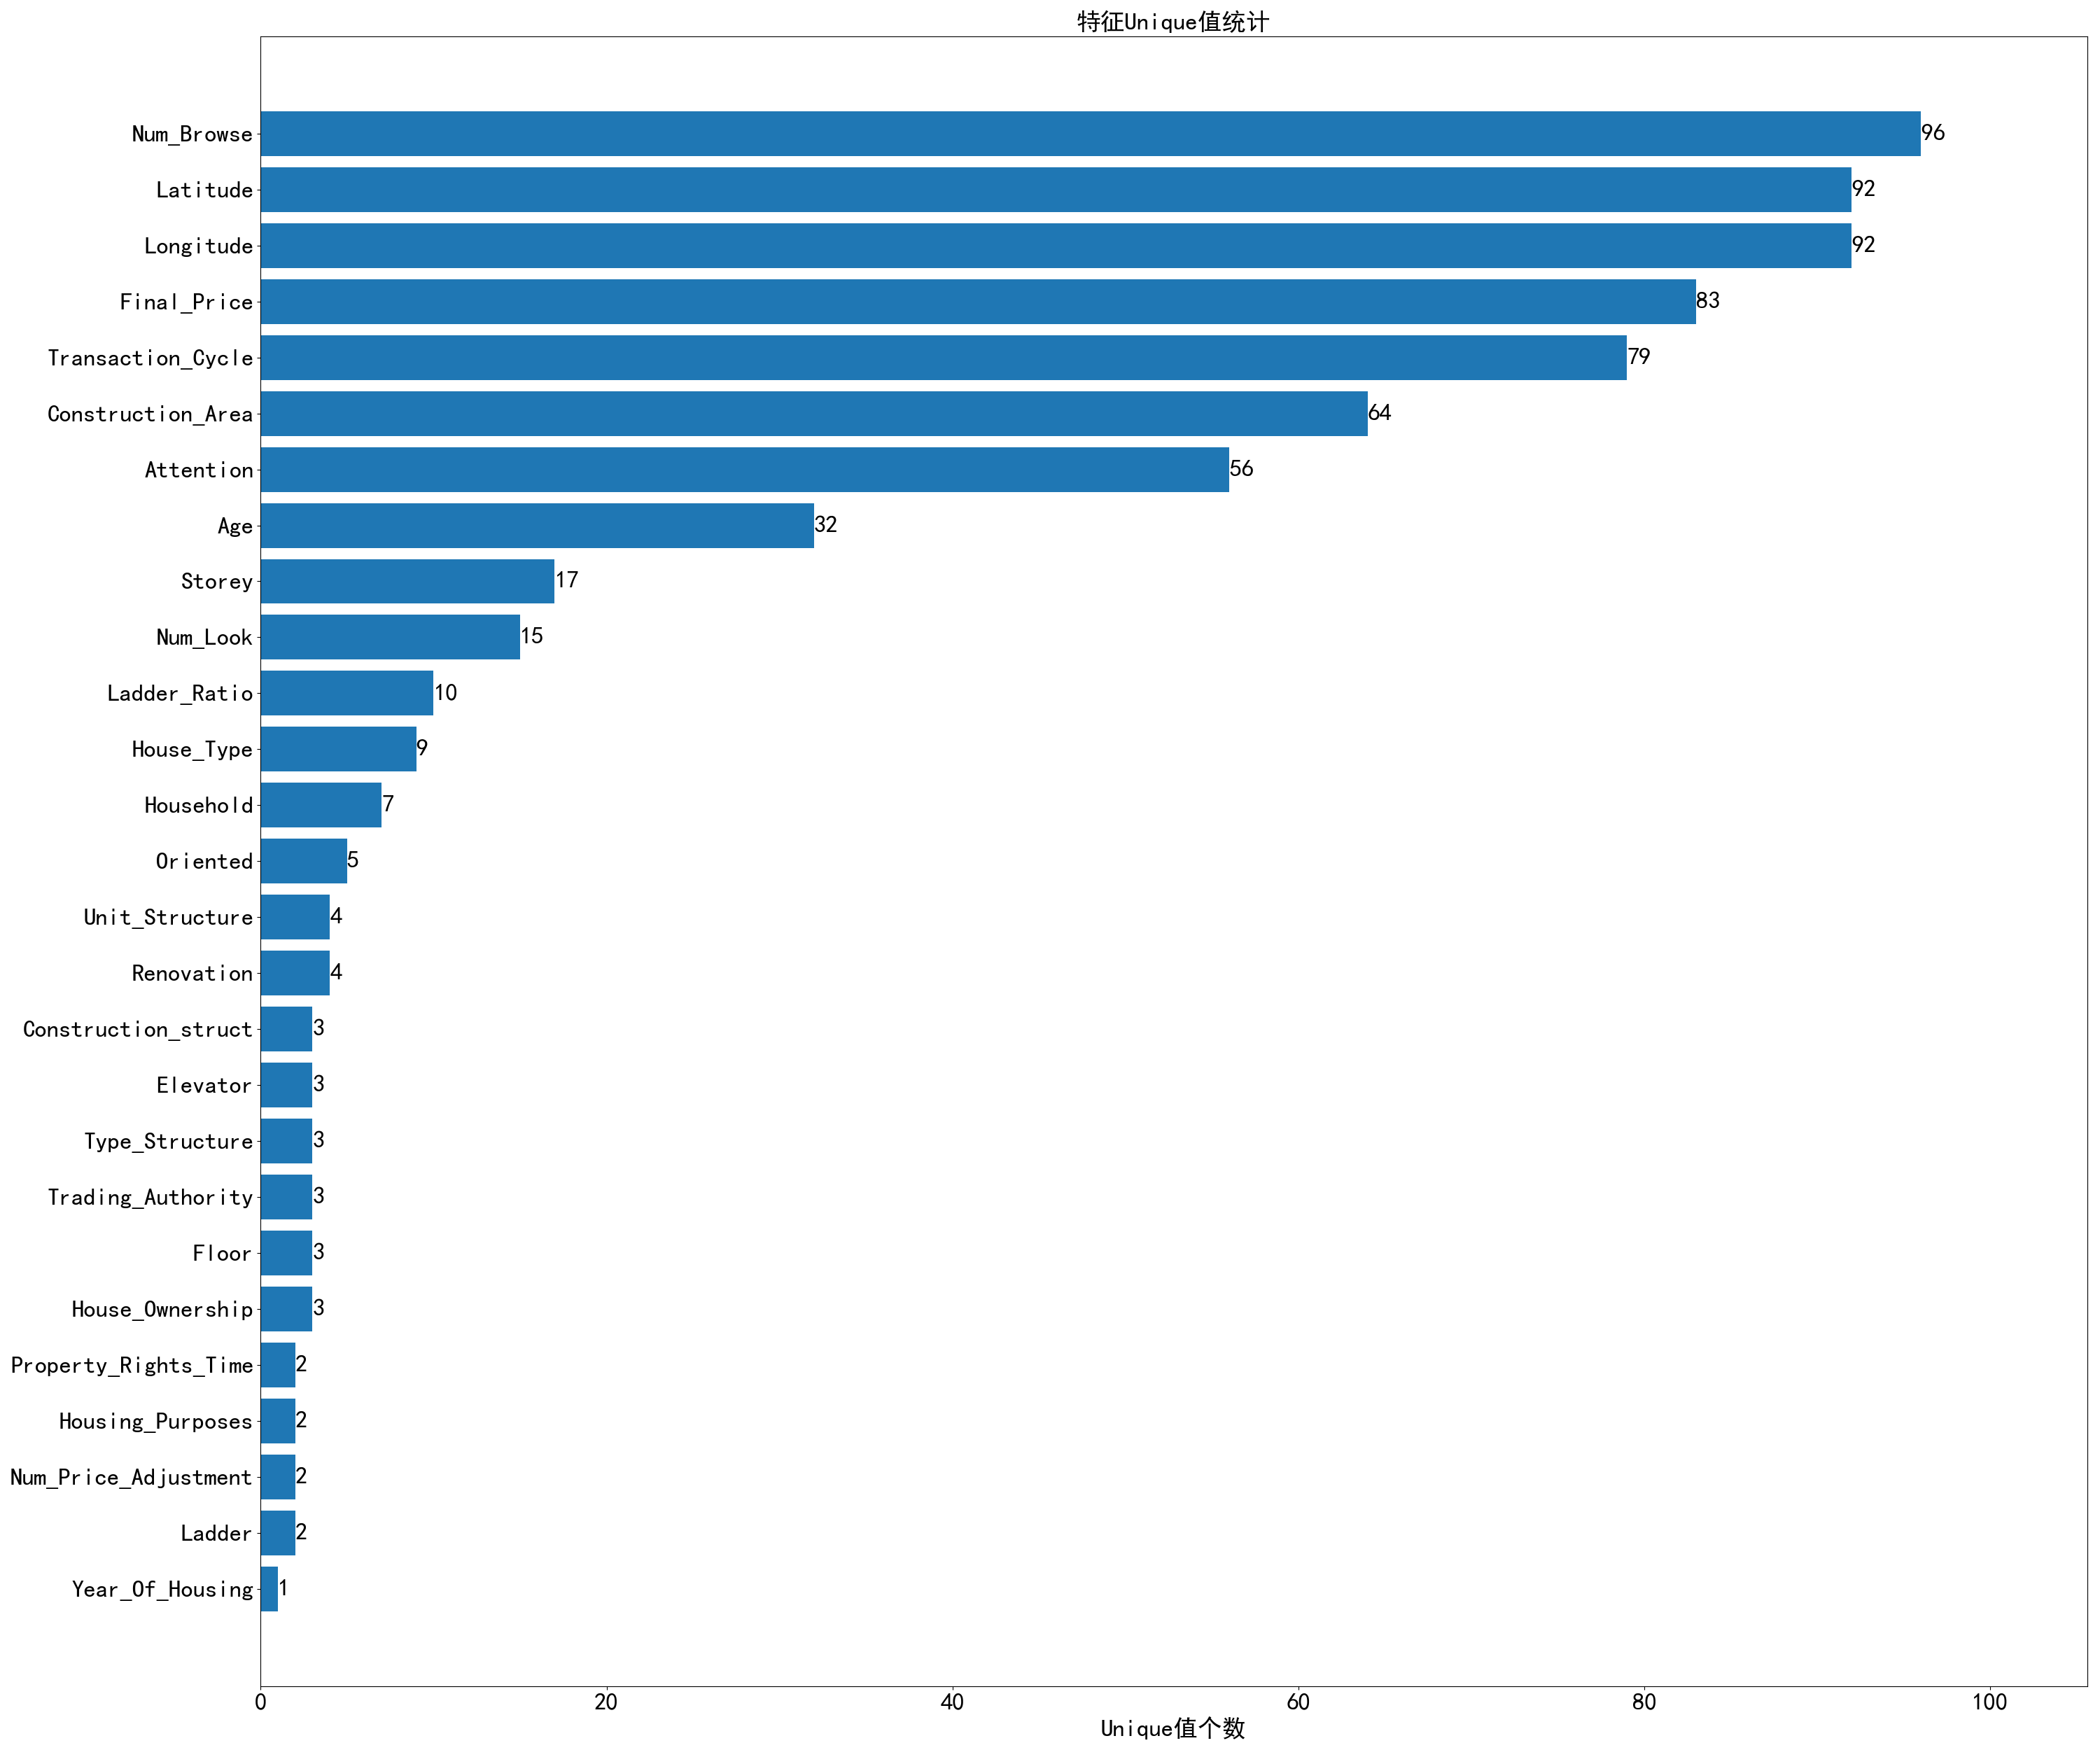 特征Unique值统计
Num_Browse 96
Latitude 92
Longitude 92
Final_Price 83
Transaction_Cycle 79
Construction_Area 64
Attention 56
Age 32
Storey 17
Num_Look 15
Ladder_Ratio 10
House_Type 9
Household 7
Oriented 5
Unit_Structure 4
Renovation 4
Construction_struct 3
Elevator 3
Type_Structure 3
Trading_Authority 3
Floor 3
House_Ownership 3
Property_Rights_Time 2
Housing_Purposes 2
Num_Price_Adjustment 2
Ladder 2
Year_Of_Housing 1
0 20 40 60 80 100
Unique值个数